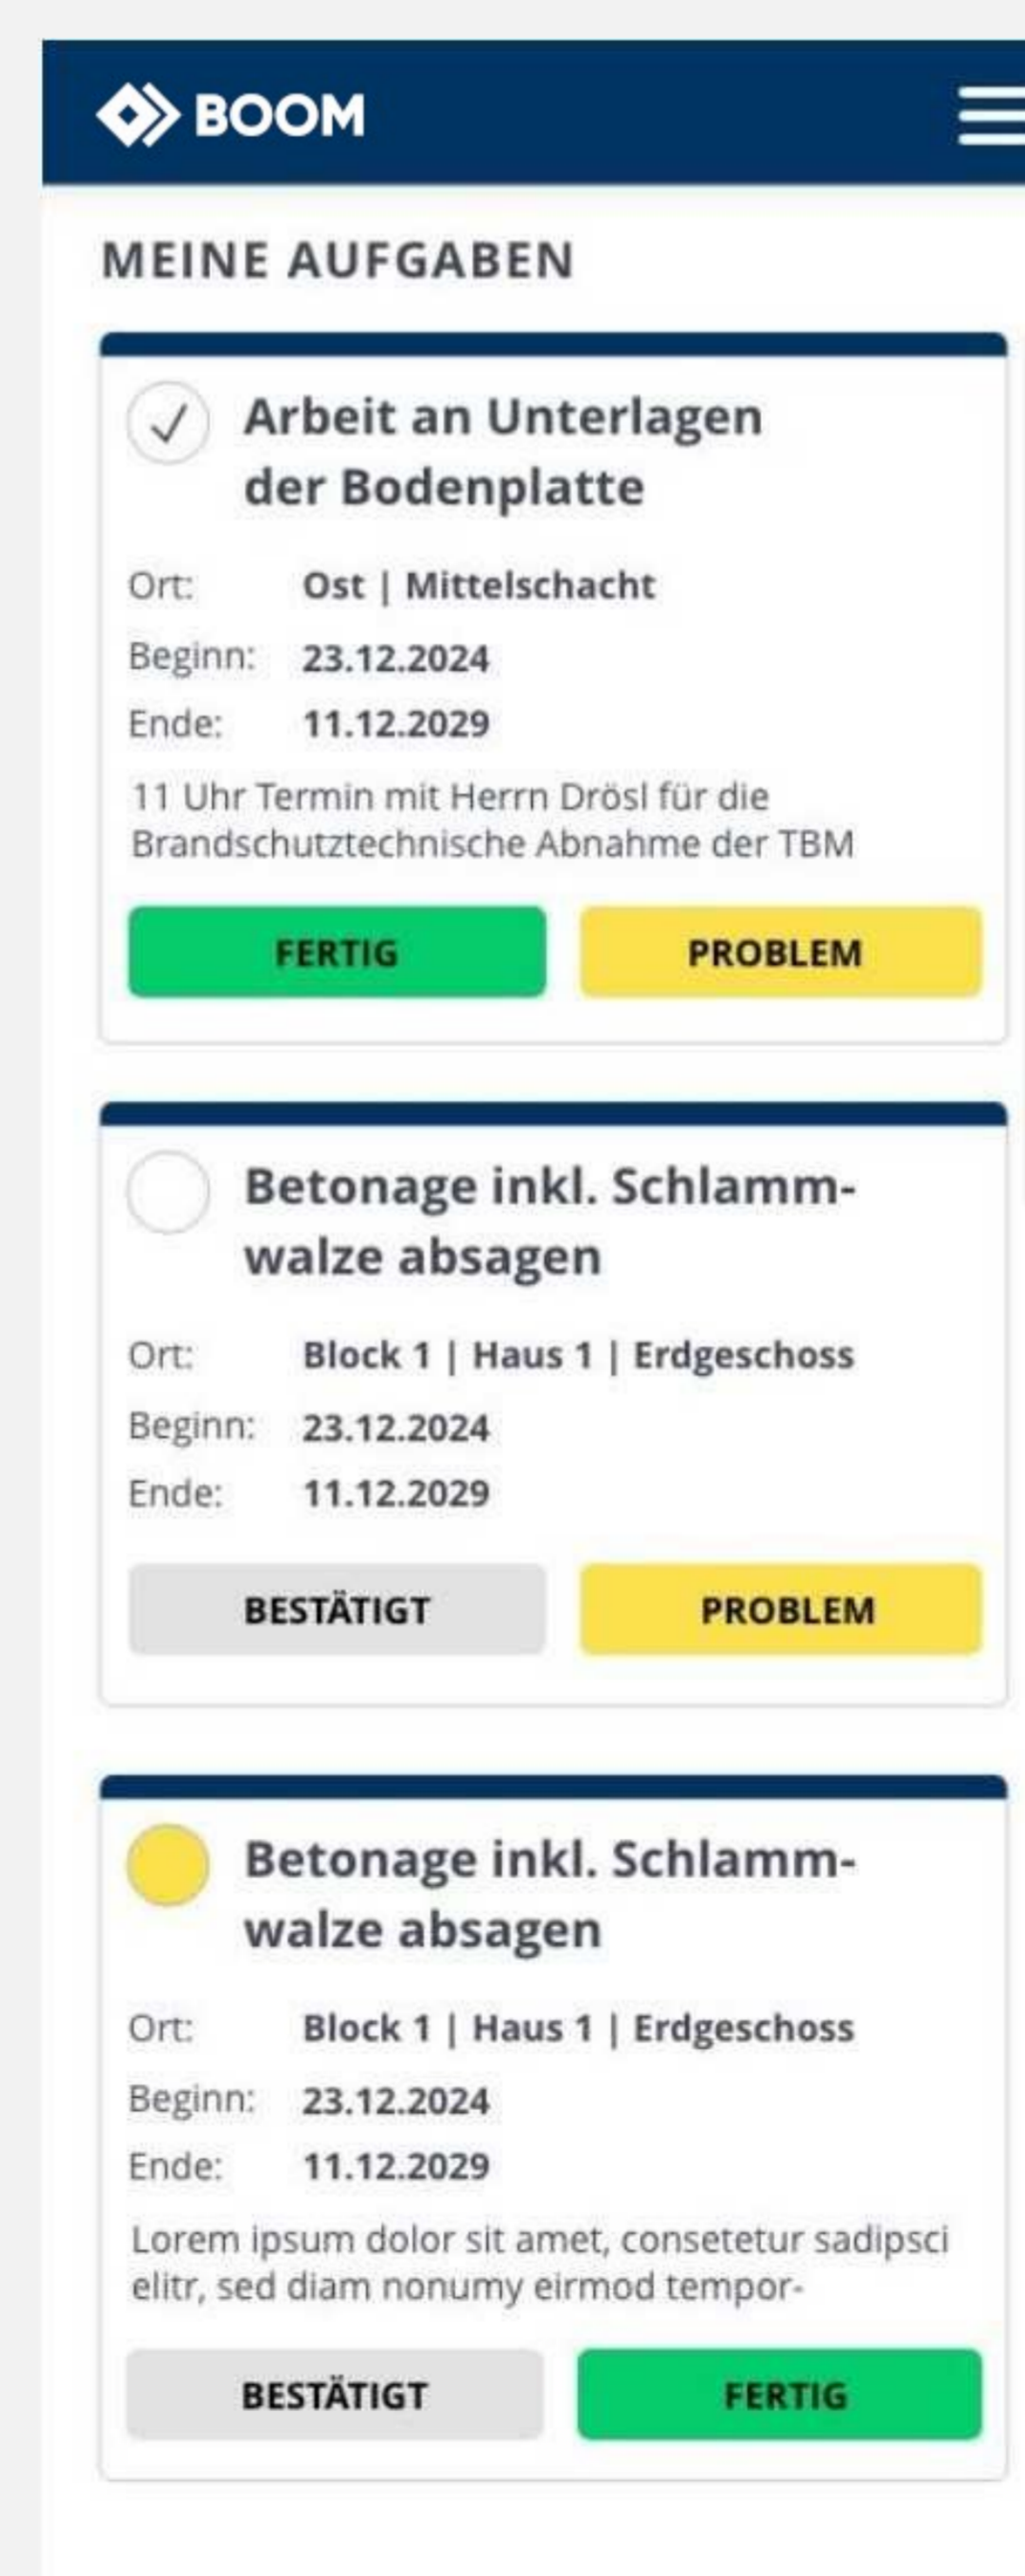 BOOM
MEINE AUFGABEN
Arbeit an Unterlagen
der Bodenplatte
Ort: Ost | Mittelschacht
Beginn: 23.12.2024
Ende: 11.12.2029
11 Uhr Termin mit Herrn Drösl für die
Brandschutztechnische Abnahme der TBM
FERTIG PROBLEM
Betonage inkl. Schlamm-
walze absagen
Ort: Block 1 | Haus 1 | Erdgeschoss
Beginn: 23.12.2024
Ende: 11.12.2029
BESTÄTIGT PROBLEM
Betonage inkl. Schlamm-
walze absagen
Ort: Block 1 | Haus 1 | Erdgeschoss
Beginn: 23.12.2024
Ende: 11.12.2029
Lorem ipsum dolor sit amet, consetetur sadipsci
elitr, sed diam nonumy eirmod tempor-
BESTÄTIGT FERTIG